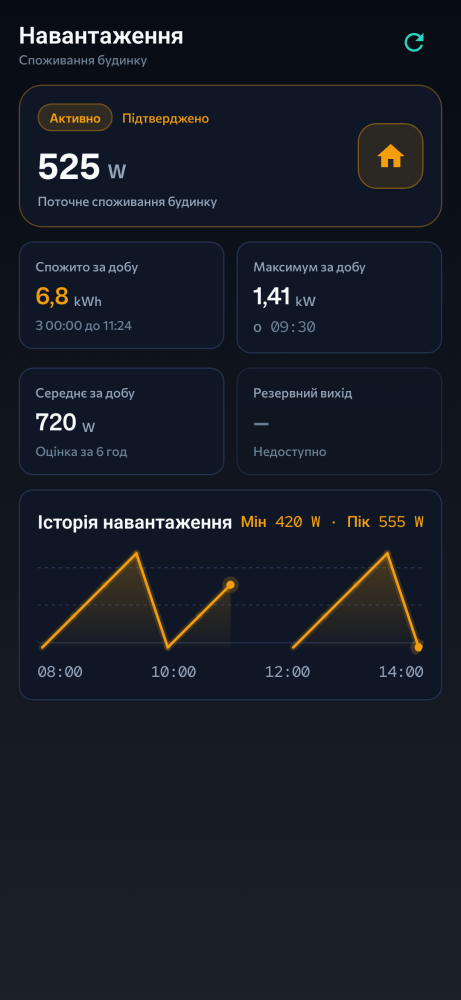 Навантаження
Споживання будинку
Активно Підтверджено
525 W
Поточне споживання будинку
Спожито за добу
6,8 kWh
З 00:00 до 11:24
Максимум за добу
1,41 kW
о 09:30
Середнє за добу
720 W
Оцінка за 6 год
Резервний вихід
—
Недоступно
Історія навантаження Мін 420 W · Пік 555 W
08:00 10:00 12:00 14:00